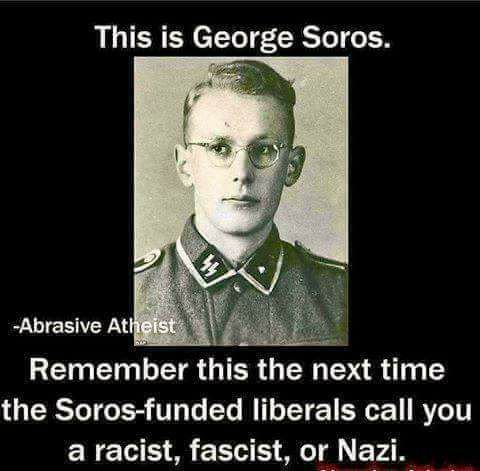 This is George Soros.
-Abrasive Atheist
Remember this the next time
the Soros-funded liberals call you
a racist, fascist, or Nazi.